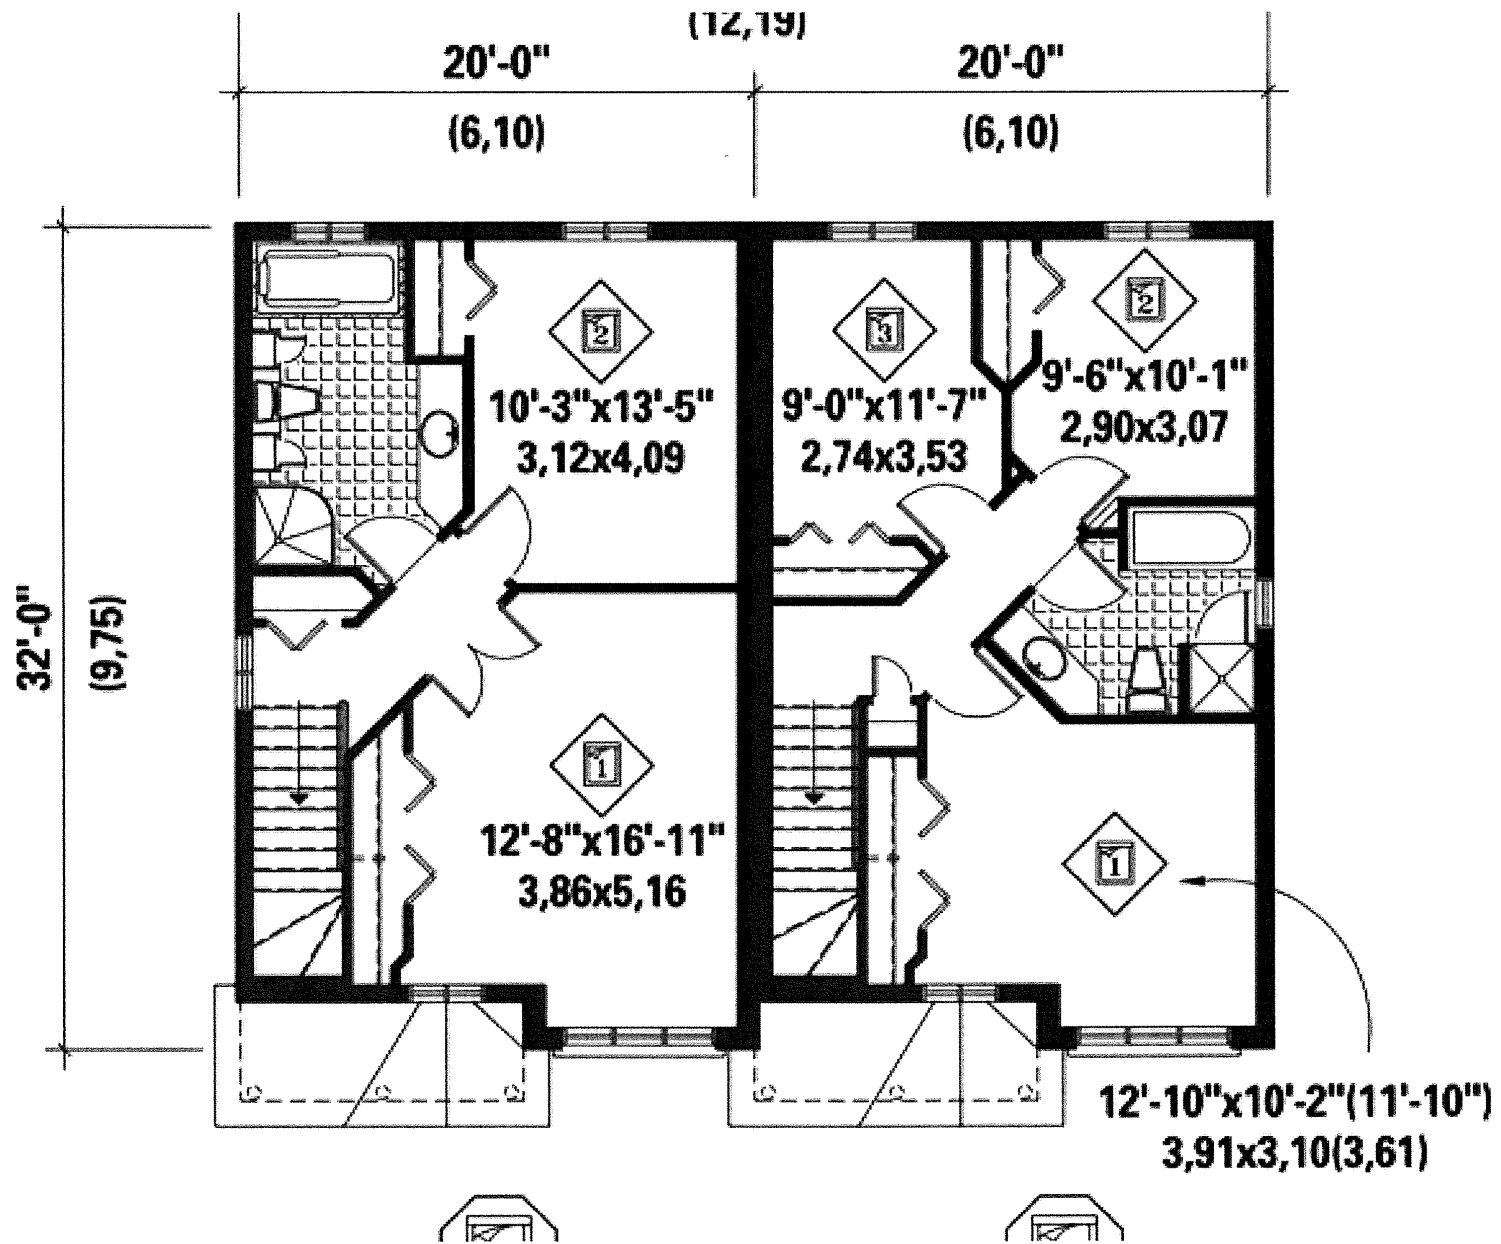 (12,19)
20'-0" 20'-0"
(6,10) (6,10)
32'-0"
(9,75)
2
10'-3"x13'-5"
3,12x4,09
3
9'-0"x11'-7"
2,74x3,53
2
9'-6"x10'-1"
2,90x3,07
1
12'-8"x16'-11"
3,86x5,16
1
12'-10"x10'-2"(11'-10")
3,91x3,10(3,61)